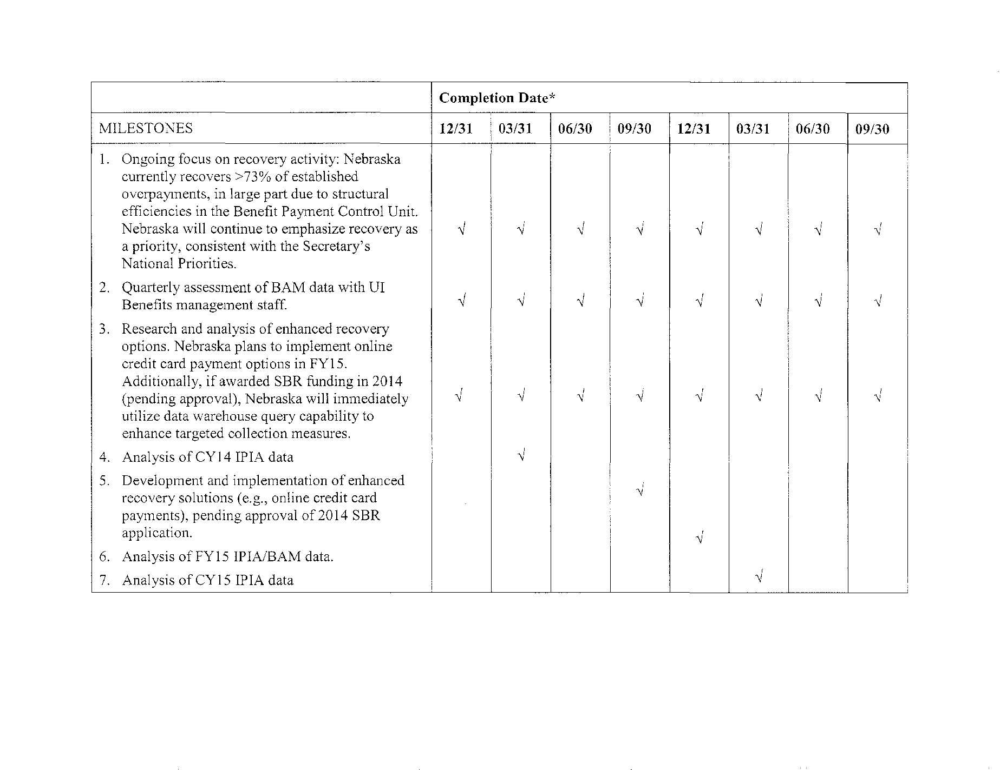 Completion Date*
MILESTONES 12/31 03/31 06/30 09/30 12/31 03/31 06/30 09/30
1. Ongoing focus on recovery activity: Nebraska
currently recovers >73% of established
overpayments, in large part due to structural
efficiencies in the Benefit Payment Control Unit.
Nebraska will continue to emphasize recovery as √ √ √ √ √ √ √ √
a priority, consistent with the Secretary's
National Priorities.
2. Quarterly assessment of BAM data with UI
Benefits management staff. √ √ √ √ √ √ √ √
3. Research and analysis of enhanced recovery
options. Nebraska plans to implement online
credit card payment options in FY15.
Additionally, if awarded SBR funding in 2014
(pending approval), Nebraska will immediately √ √ √ √ √ √ √ √
utilize data warehouse query capability to
enhance targeted collection measures.
4. Analysis of CY14 IPIA data √
5. Development and implementation of enhanced
recovery solutions (e.g., online credit card √
payments), pending approval of 2014 SBR
application. √
6. Analysis of FY15 IPIA/BAM data.
7. Analysis of CY15 IPIA data √